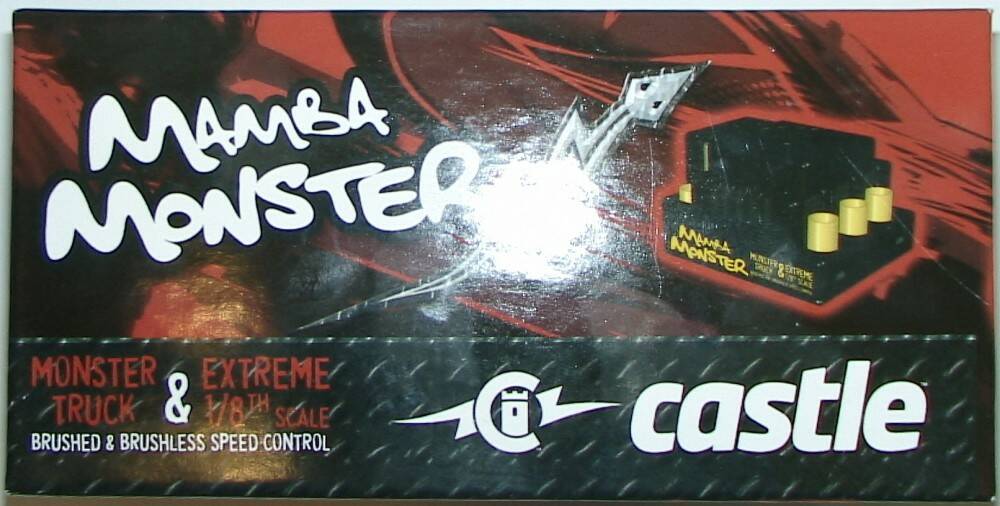 MAMBA
MONSTER
MAMBA
MONSTER
MONSTER TRUCK & EXTREME 1/8TH SCALE
MONSTER & EXTREME
TRUCK 1/8TH SCALE
BRUSHED & BRUSHLESS SPEED CONTROL
castle